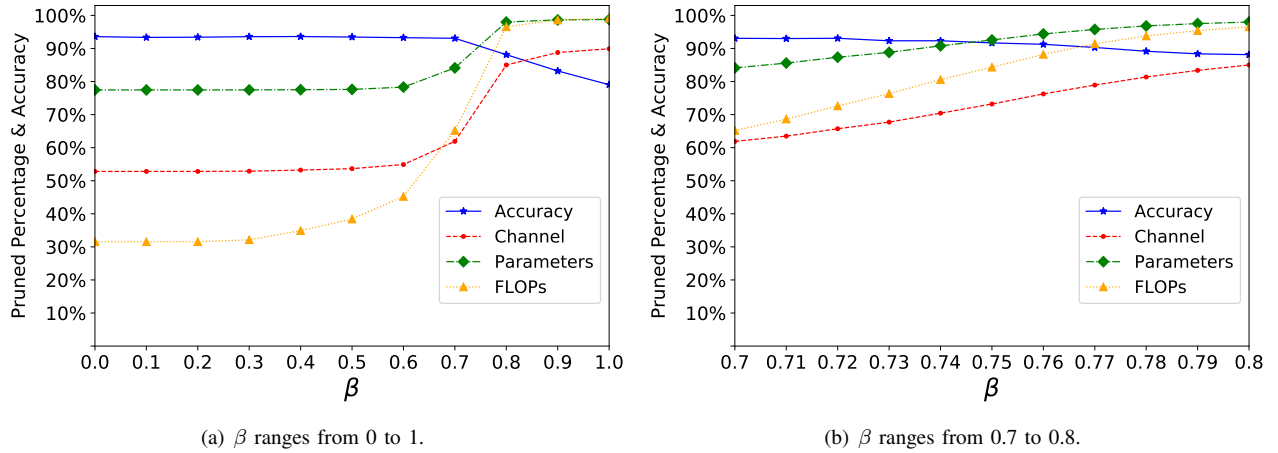 Pruned Percentage & Accuracy
100%
90%
80%
70%
60%
50%
40%
30%
20%
10%
0.0 0.1 0.2 0.3 0.4 0.5 0.6 0.7 0.8 0.9 1.0
β
Accuracy
Channel
Parameters
FLOPs
(a) β ranges from 0 to 1.
Pruned Percentage & Accuracy
100%
90%
80%
70%
60%
50%
40%
30%
20%
10%
0.7 0.71 0.72 0.73 0.74 0.75 0.76 0.77 0.78 0.79 0.8
β
Accuracy
Channel
Parameters
FLOPs
(b) β ranges from 0.7 to 0.8.